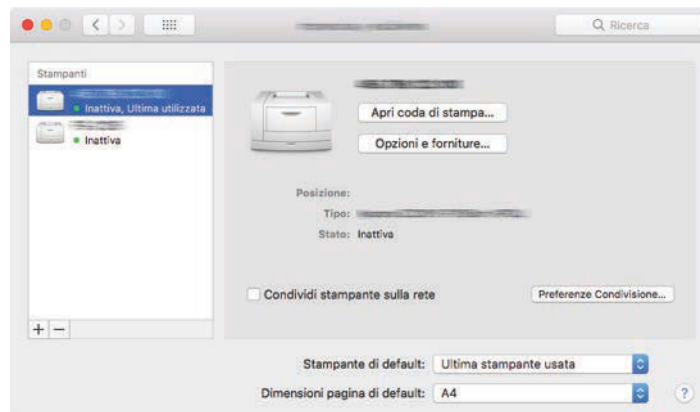 Ricerca
Stampanti
Inattiva, Ultima utilizzata
Inattiva
Apri coda di stampa...
Opzioni e forniture...
Posizione:
Tipo:
Stato: Inattiva
Condividi stampante sulla rete
Preferenze Condivisione...
+ −
Stampante di default: Ultima stampante usata
Dimensioni pagina di default: A4
?